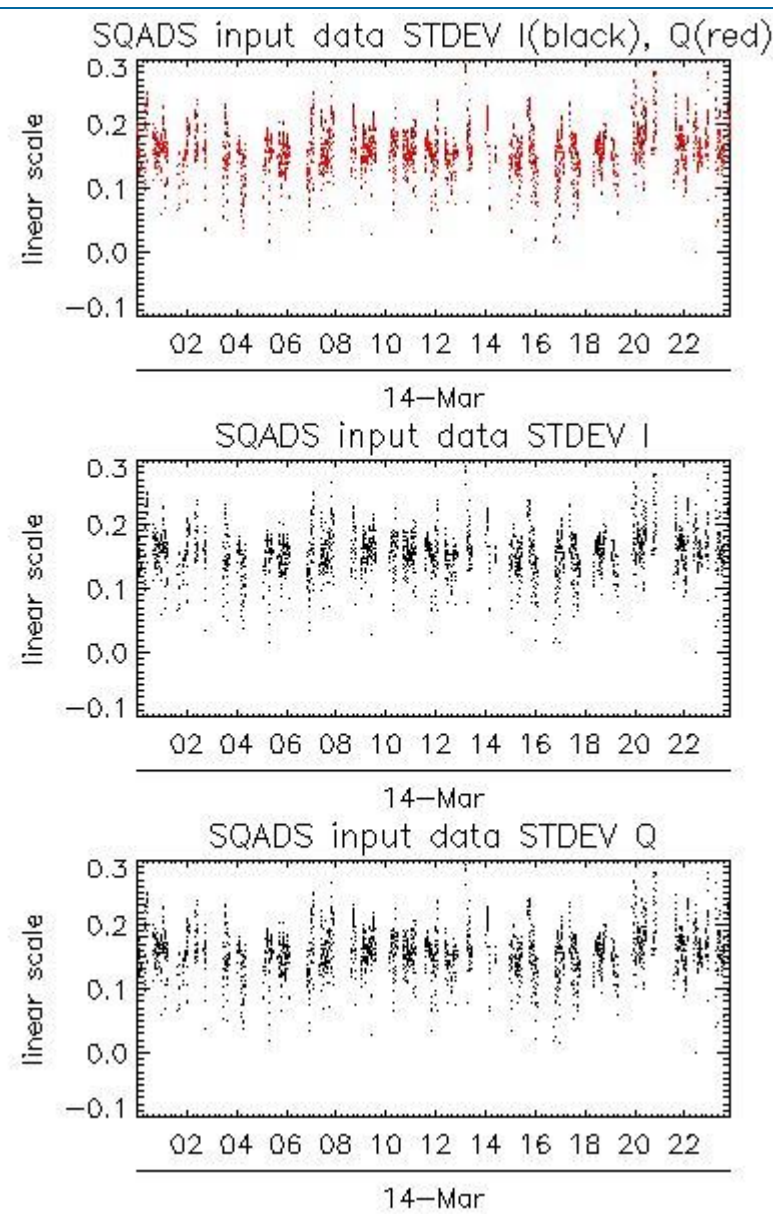 SQADS input data STDEV I(black), Q(red)
0.3
0.2
0.1
0.0
−0.1
linear scale
02 04 06 08 10 12 14 16 18 20 22
14−Mar
SQADS input data STDEV I
0.3
0.2
0.1
0.0
−0.1
linear scale
02 04 06 08 10 12 14 16 18 20 22
14−Mar
SQADS input data STDEV Q
0.3
0.2
0.1
0.0
−0.1
linear scale
02 04 06 08 10 12 14 16 18 20 22
14−Mar